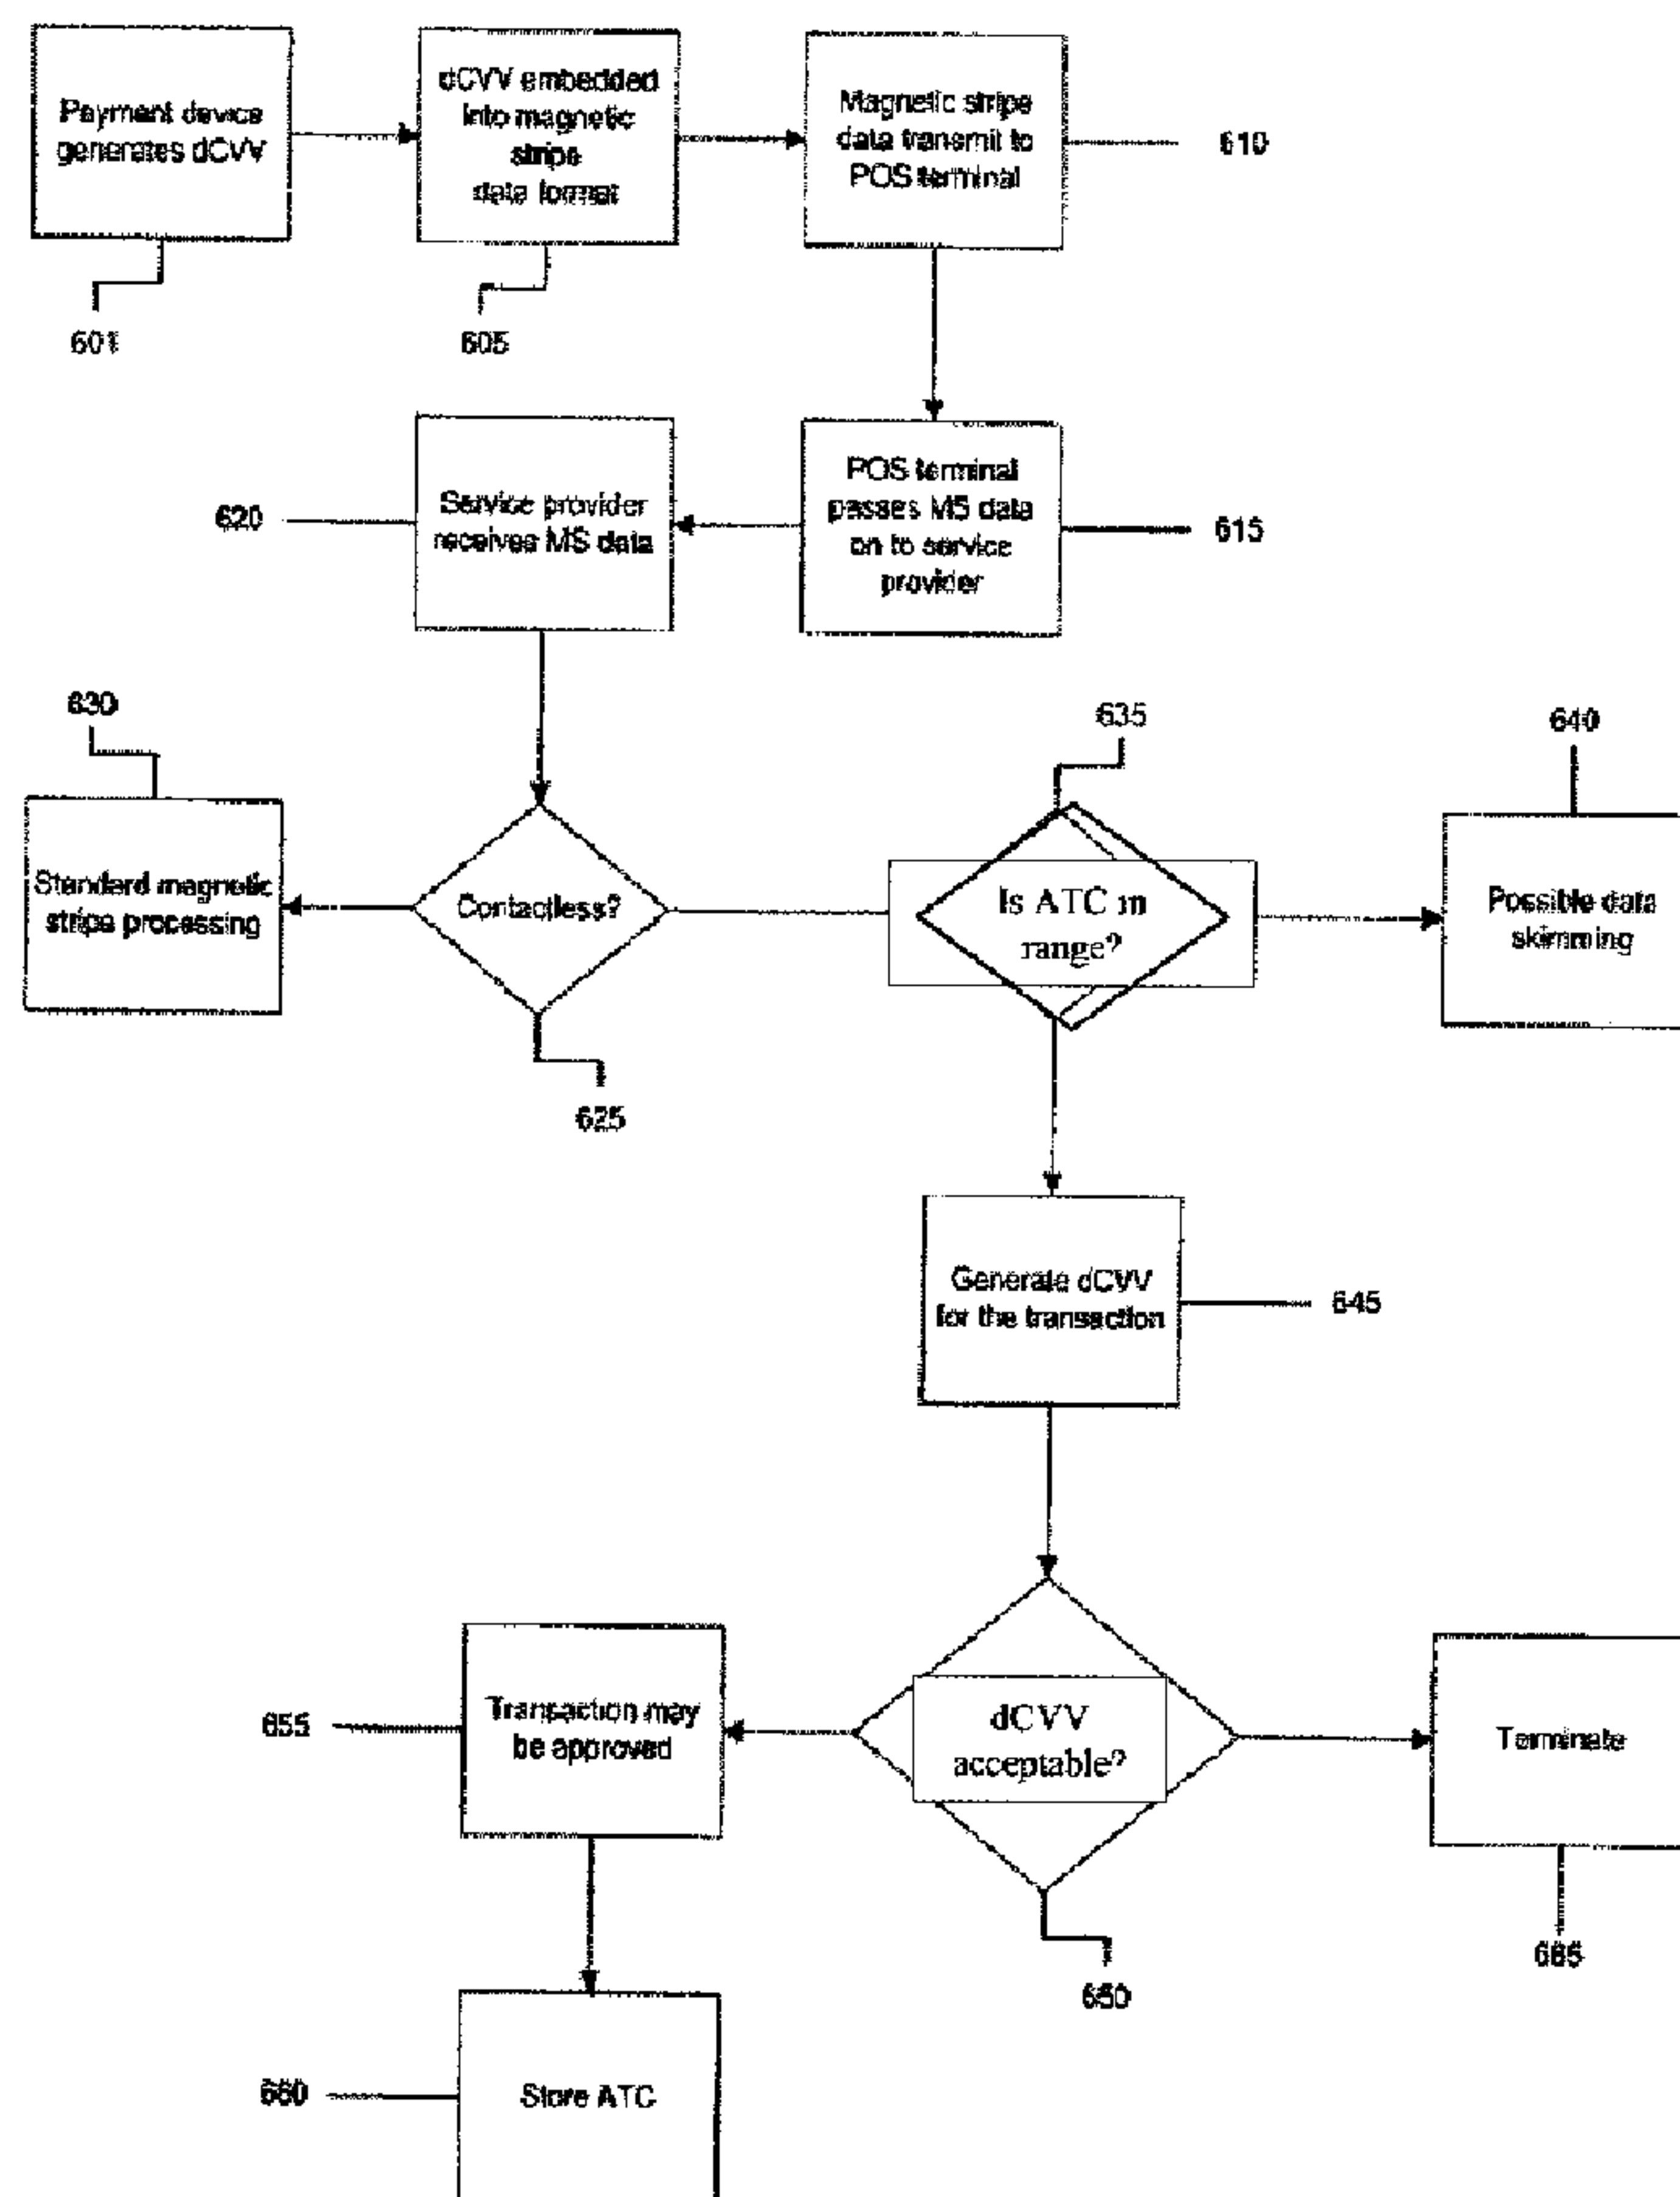 Payment device
generates dCVV
dCVV embedded
into magnetic
stripe
data format
Magnetic stripe
data transmit to
POS terminal
610
601
605
Service provider
receives MS data
620
POS terminal
passes MS data
on to service
provider
615
630
635
640
Standard magnetic
stripe processing
Contactless?
Is ATC in
range?
Possible data
skimming
625
Generate dCVV
for the transaction
645
655
Transaction may
be approved
dCVV
acceptable?
Terminate
665
650
660
Store ATC